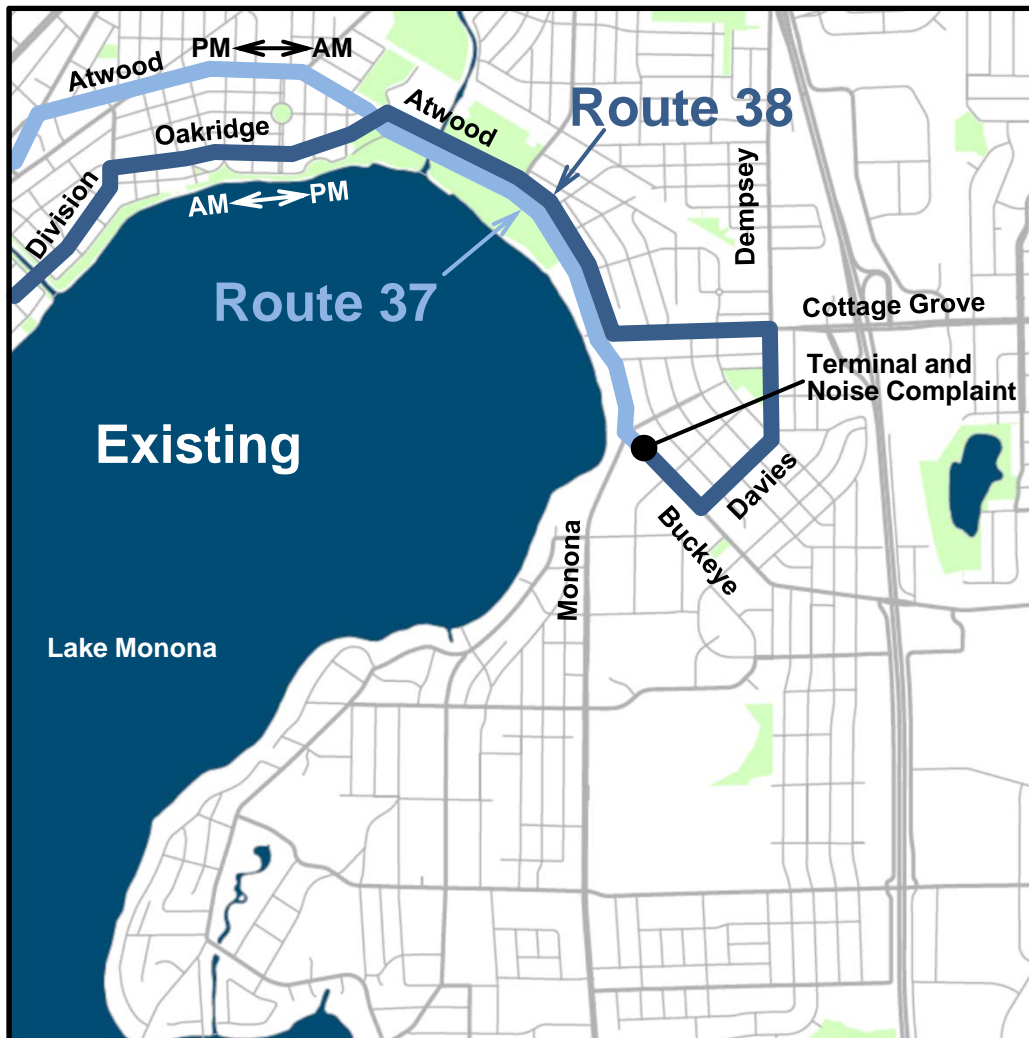 PM AM
Atwood
Atwood
Route 38
Oakridge
Division
AM PM
Dempsey
Route 37
Cottage Grove
Terminal and
Noise Complaint
Existing
Davies
Buckeye
Monona
Lake Monona